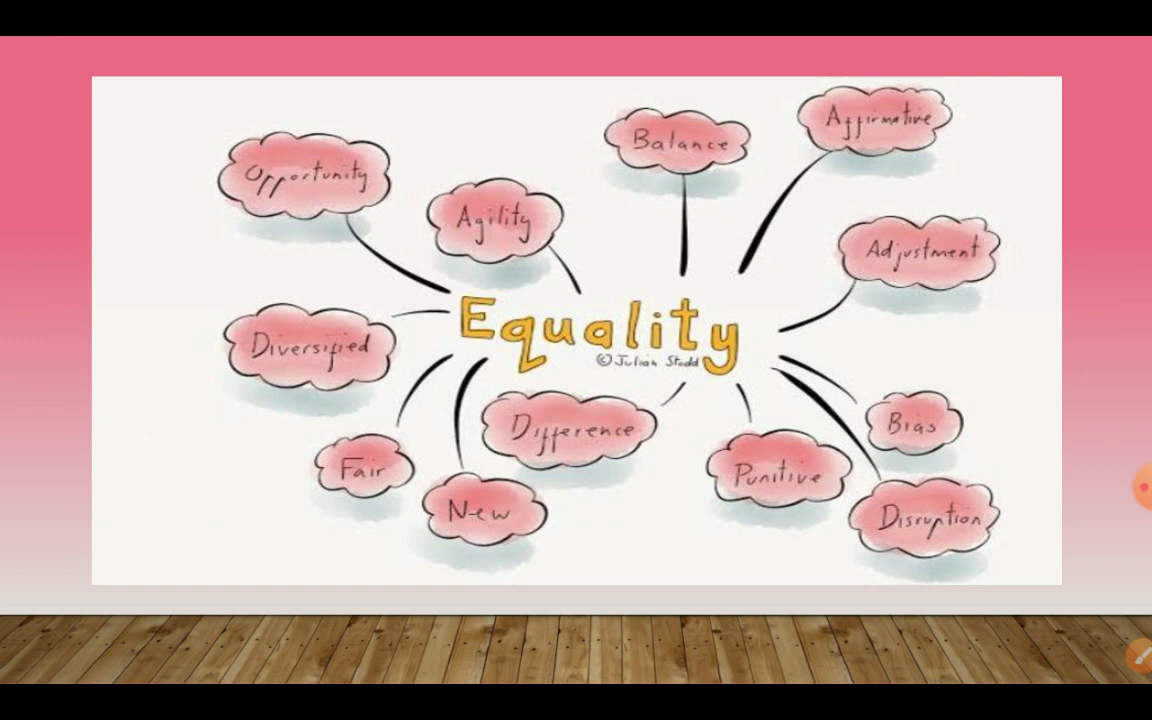 Affirmative
Balance
Opportunity
Agility
Adjustment
Equality
© Julian Stodd
Diversified
Bias
Difference
Fair
Punitive
New
Disruption